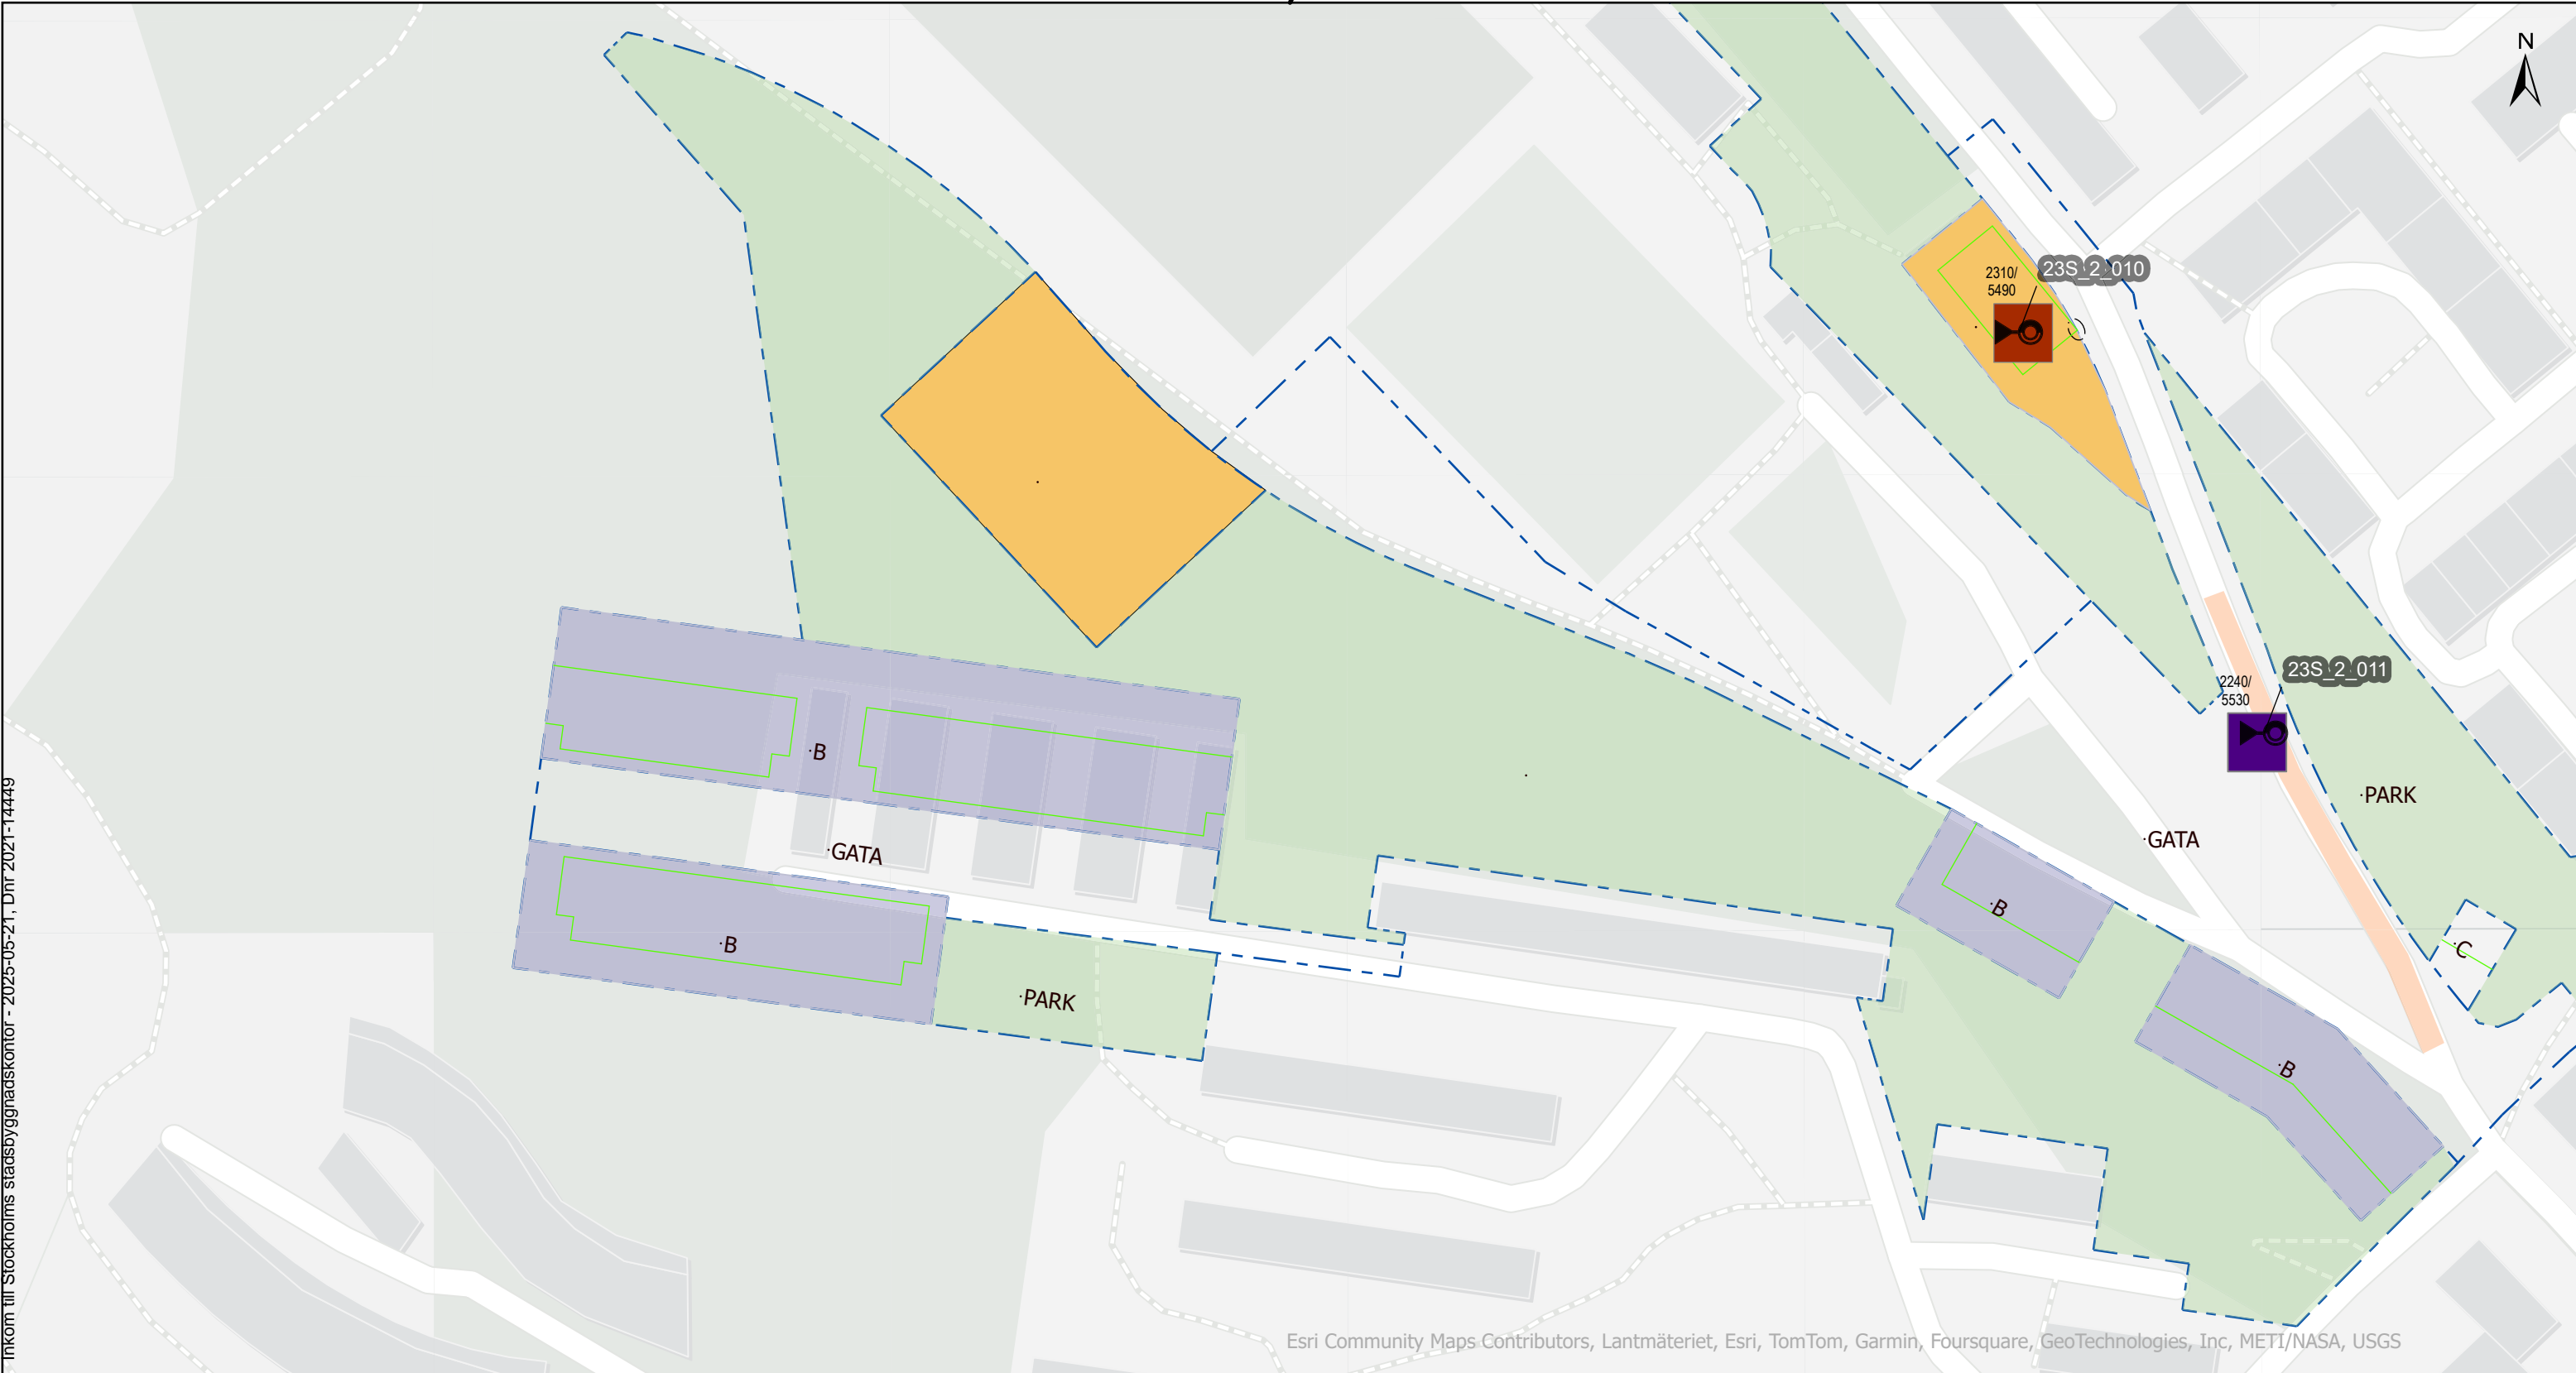 N
2310/
5490
23S_2_010
2240/
5530
23S_2_011
·PARK
·GATA
·B
·GATA
·B
·C
·B
·PARK
·B
Inkom till Stockholms stadsbyggnadskontor - 2025-05-21, Dnr 2021-14449
Esri Community Maps Contributors, Lantmäteriet, Esri, TomTom, Garmin, Foursquare, GeoTechnologies, Inc, METI/NASA, USGS